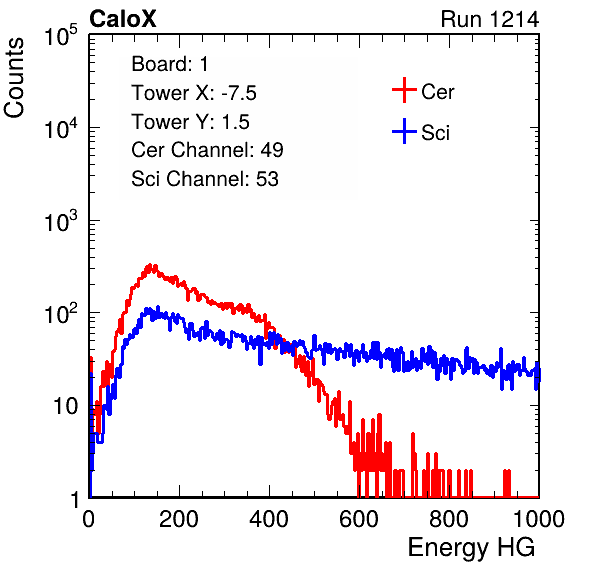 CaloX Run 1214
Counts
Board: 1
Tower X: -7.5
Tower Y: 1.5
Cer Channel: 49
Sci Channel: 53
Cer
Sci
10^5
10^4
10^3
10^2
10
1
0 200 400 600 800 1000
Energy HG